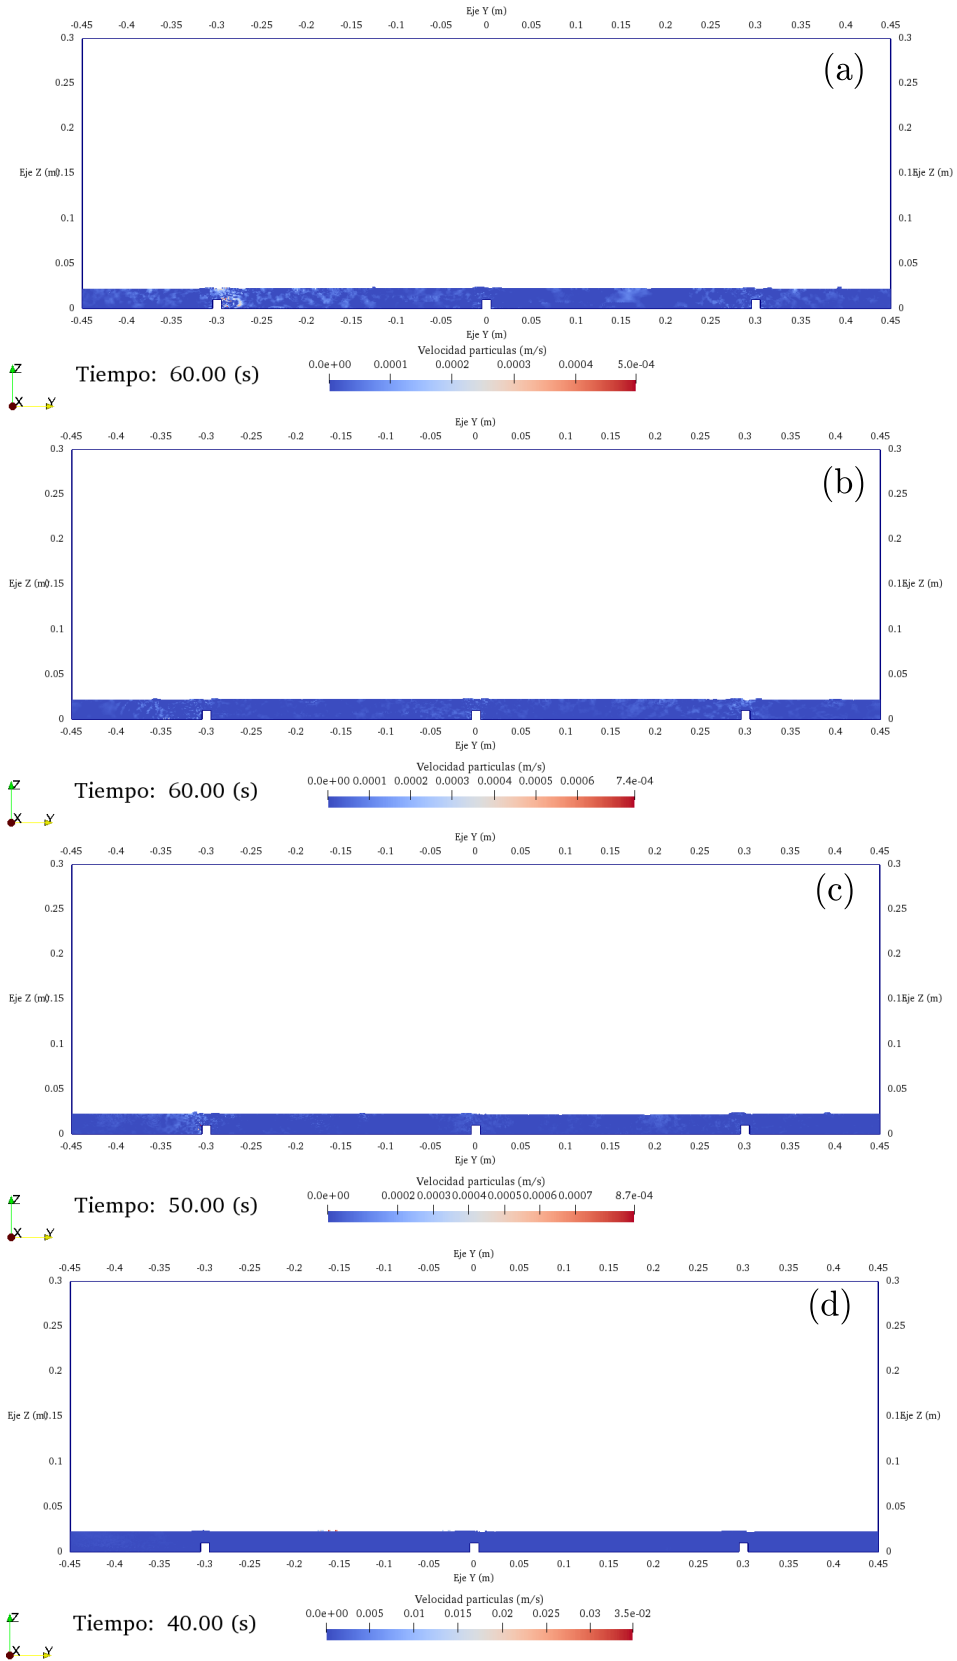 Eje Y (m)
-0.45 -0.4 -0.35 -0.3 -0.25 -0.2 -0.15 -0.1 -0.05 0 0.05 0.1 0.15 0.2 0.25 0.3 0.35 0.4 0.45
0.3 0.3
(a)
0.25 0.25
0.2 0.2
Eje Z (m) 0.15 0.15 Eje Z (m)
0.1 0.1
0.05 0.05
0 0
-0.45 -0.4 -0.35 -0.3 -0.25 -0.2 -0.15 -0.1 -0.05 0 0.05 0.1 0.15 0.2 0.25 0.3 0.35 0.4 0.45
Eje Y (m)
Velocidad particulas (m/s)
0.0e+00 0.0001 0.0002 0.0003 0.0004 5.0e-04
Tiempo: 60.00 (s)
Z
X Y
Eje Y (m)
-0.45 -0.4 -0.35 -0.3 -0.25 -0.2 -0.15 -0.1 -0.05 0 0.05 0.1 0.15 0.2 0.25 0.3 0.35 0.4 0.45
0.3 0.3
(b)
0.25 0.25
0.2 0.2
Eje Z (m) 0.15 0.15 Eje Z (m)
0.1 0.1
0.05 0.05
0 0
-0.45 -0.4 -0.35 -0.3 -0.25 -0.2 -0.15 -0.1 -0.05 0 0.05 0.1 0.15 0.2 0.25 0.3 0.35 0.4 0.45
Eje Y (m)
Velocidad particulas (m/s)
0.0e+00 0.0001 0.0002 0.0003 0.0004 0.0005 0.0006 7.4e-04
Tiempo: 60.00 (s)
Z
X Y
Eje Y (m)
-0.45 -0.4 -0.35 -0.3 -0.25 -0.2 -0.15 -0.1 -0.05 0 0.05 0.1 0.15 0.2 0.25 0.3 0.35 0.4 0.45
0.3 0.3
(c)
0.25 0.25
0.2 0.2
Eje Z (m) 0.15 0.15 Eje Z (m)
0.1 0.1
0.05 0.05
0 0
-0.45 -0.4 -0.35 -0.3 -0.25 -0.2 -0.15 -0.1 -0.05 0 0.05 0.1 0.15 0.2 0.25 0.3 0.35 0.4 0.45
Eje Y (m)
Velocidad particulas (m/s)
0.0e+00 0.0002 0.0003 0.0004 0.0005 0.0006 0.0007 8.7e-04
Tiempo: 50.00 (s)
Z
X Y
Eje Y (m)
-0.45 -0.4 -0.35 -0.3 -0.25 -0.2 -0.15 -0.1 -0.05 0 0.05 0.1 0.15 0.2 0.25 0.3 0.35 0.4 0.45
0.3 0.3
(d)
0.25 0.25
0.2 0.2
Eje Z (m) 0.15 0.15 Eje Z (m)
0.1 0.1
0.05 0.05
0 0
-0.45 -0.4 -0.35 -0.3 -0.25 -0.2 -0.15 -0.1 -0.05 0 0.05 0.1 0.15 0.2 0.25 0.3 0.35 0.4 0.45
Eje Y (m)
Velocidad particulas (m/s)
0.0e+00 0.005 0.01 0.015 0.02 0.025 0.03 3.5e-02
Tiempo: 40.00 (s)
Z
X Y